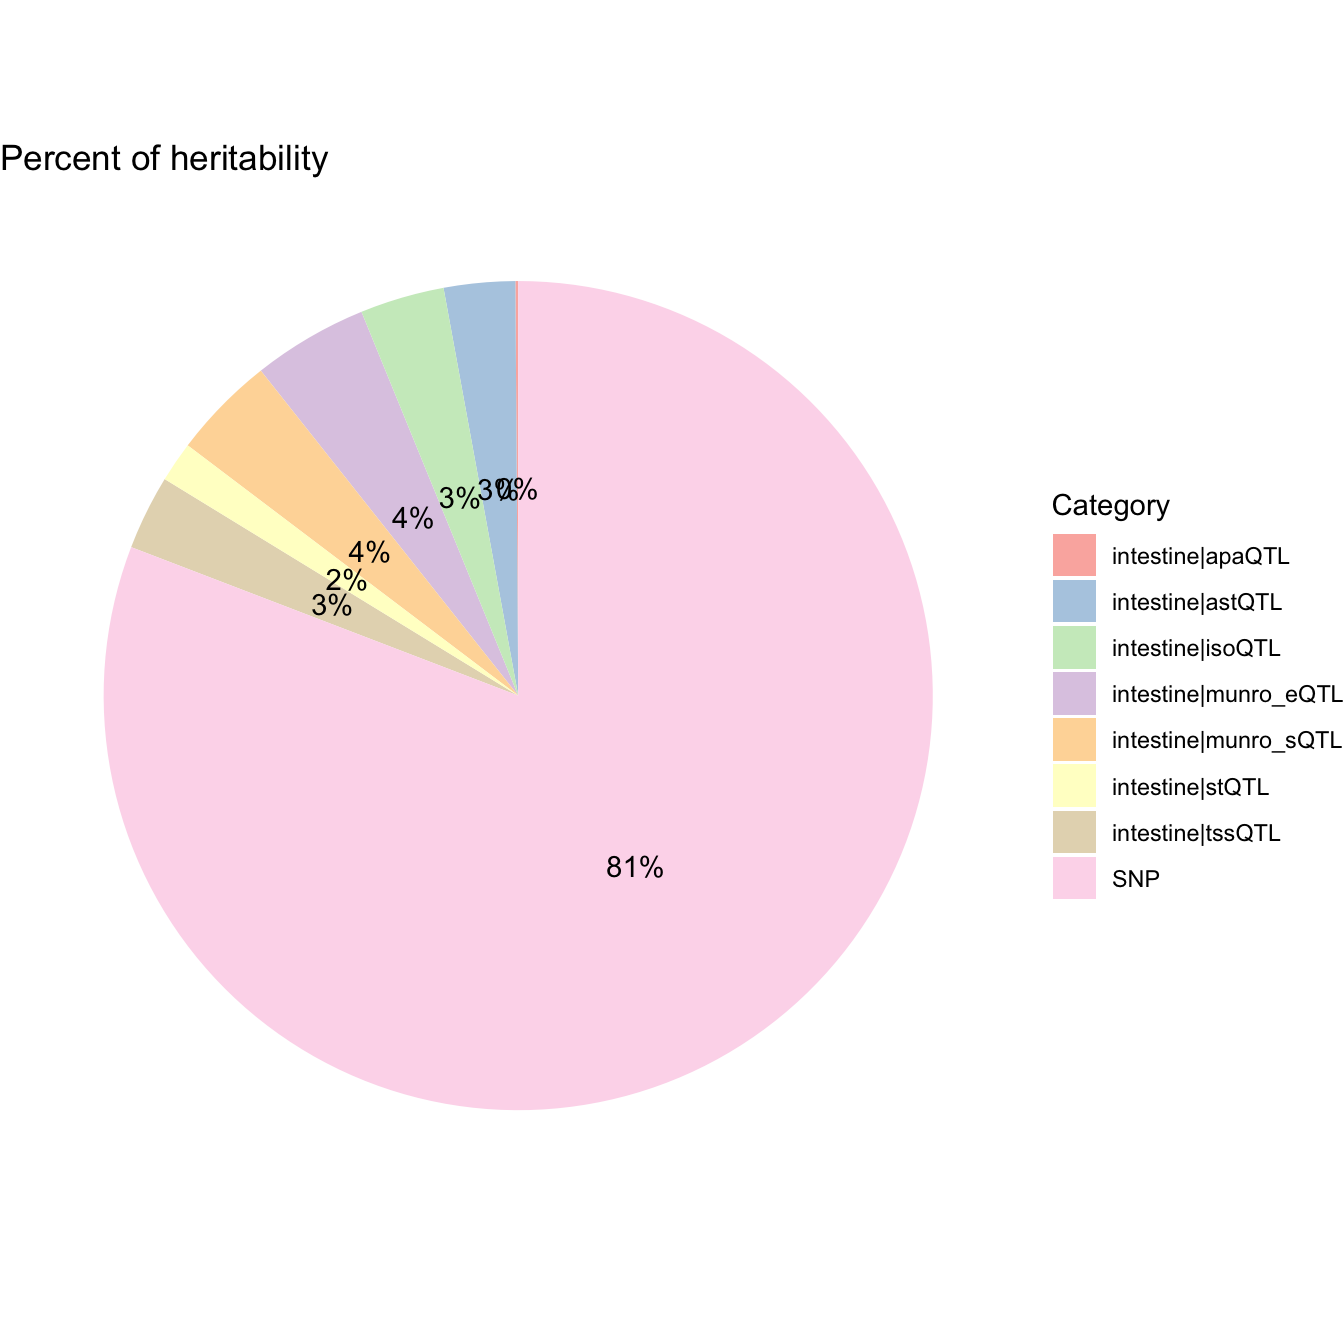 Percent of heritability
3%
0%
3%
4%
4%
2%
3%
81%
Category
intestine|apaQTL
intestine|astQTL
intestine|isoQTL
intestine|munro_eQTL
intestine|munro_sQTL
intestine|stQTL
intestine|tssQTL
SNP